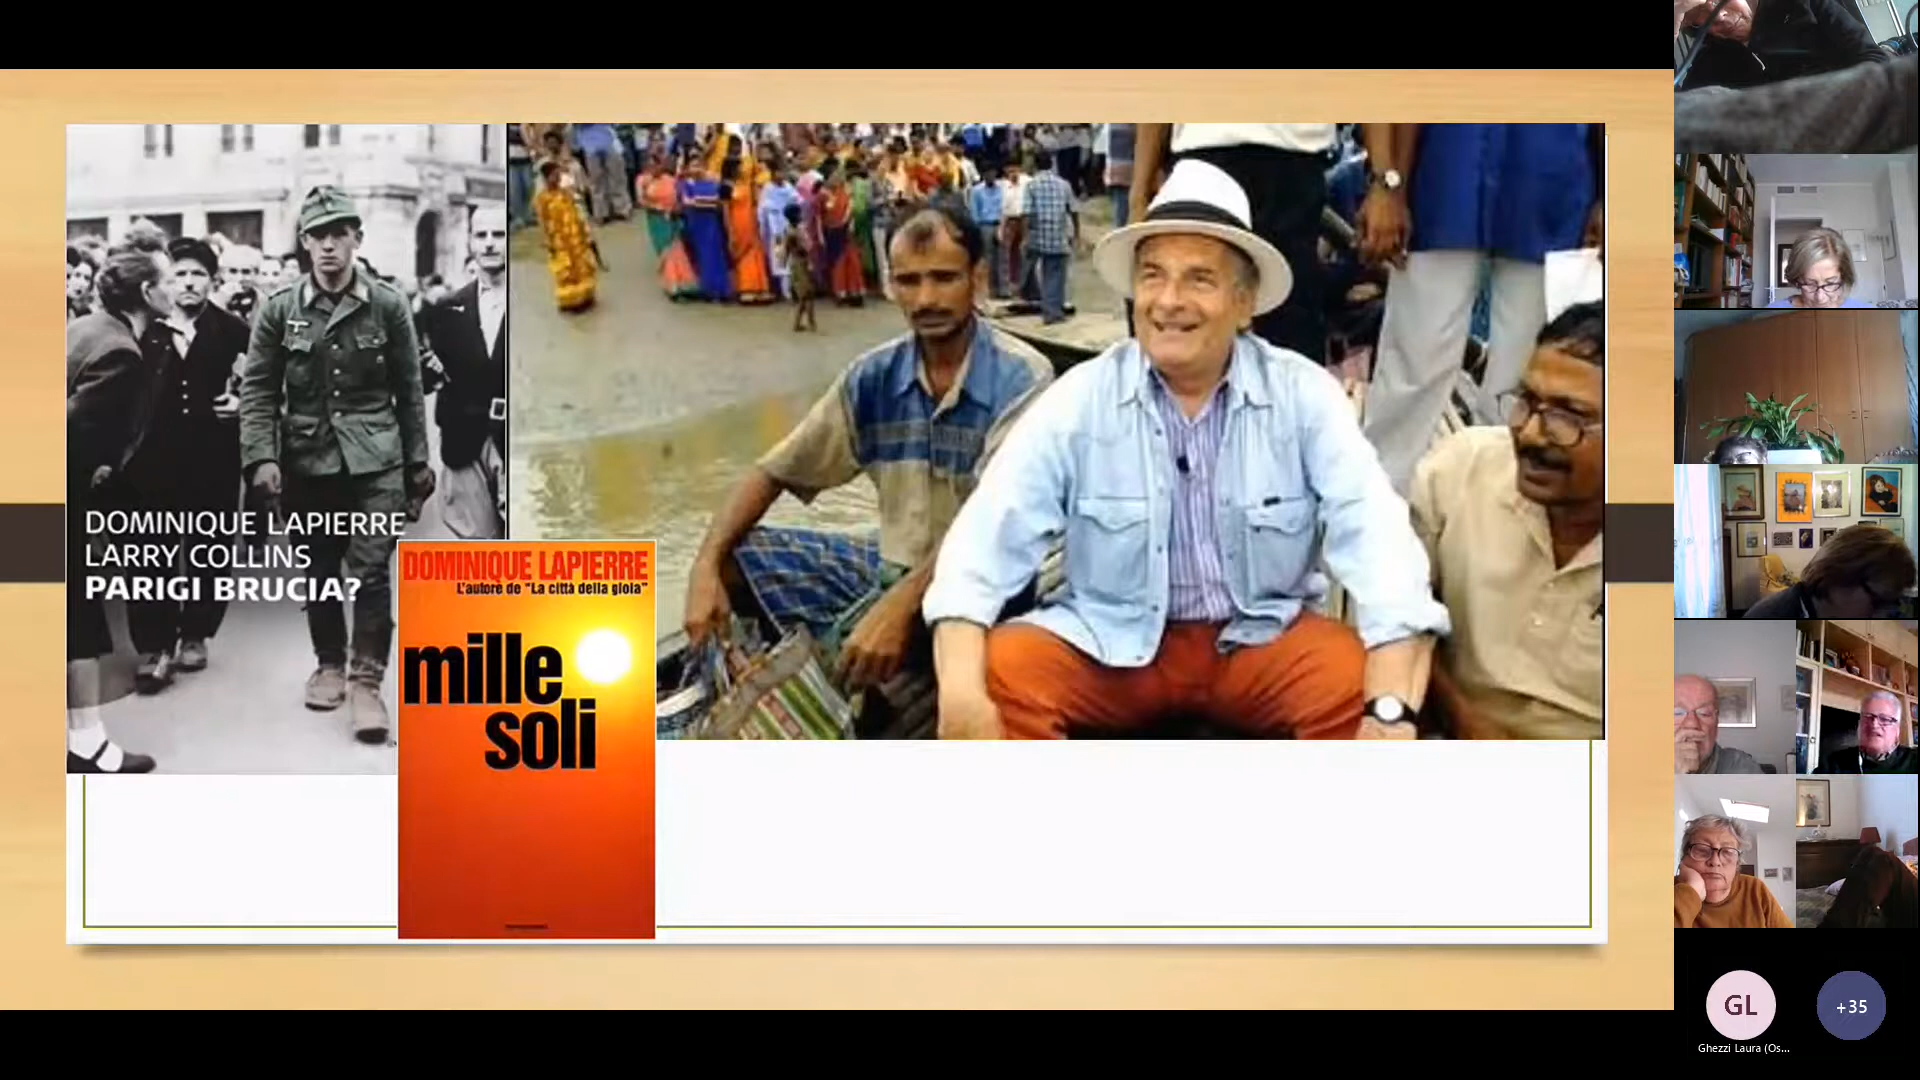 DOMINIQUE LAPIERRE
LARRY COLLINS
PARIGI BRUCIA?
DOMINIQUE LAPIERRE
L'autore de "La città della gioia"
mille
soli
GL
+35
Ghezzi Laura (Os...